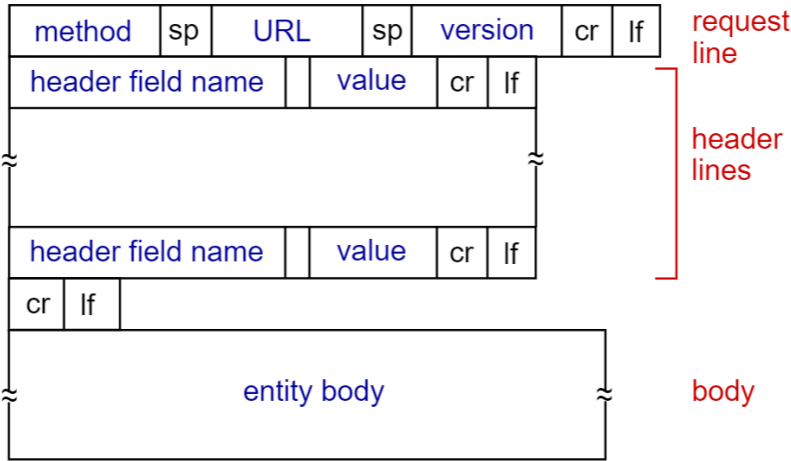 method sp URL sp version cr lf
request
line
header field name value cr lf
header
lines
header field name value cr lf
cr lf
entity body
body